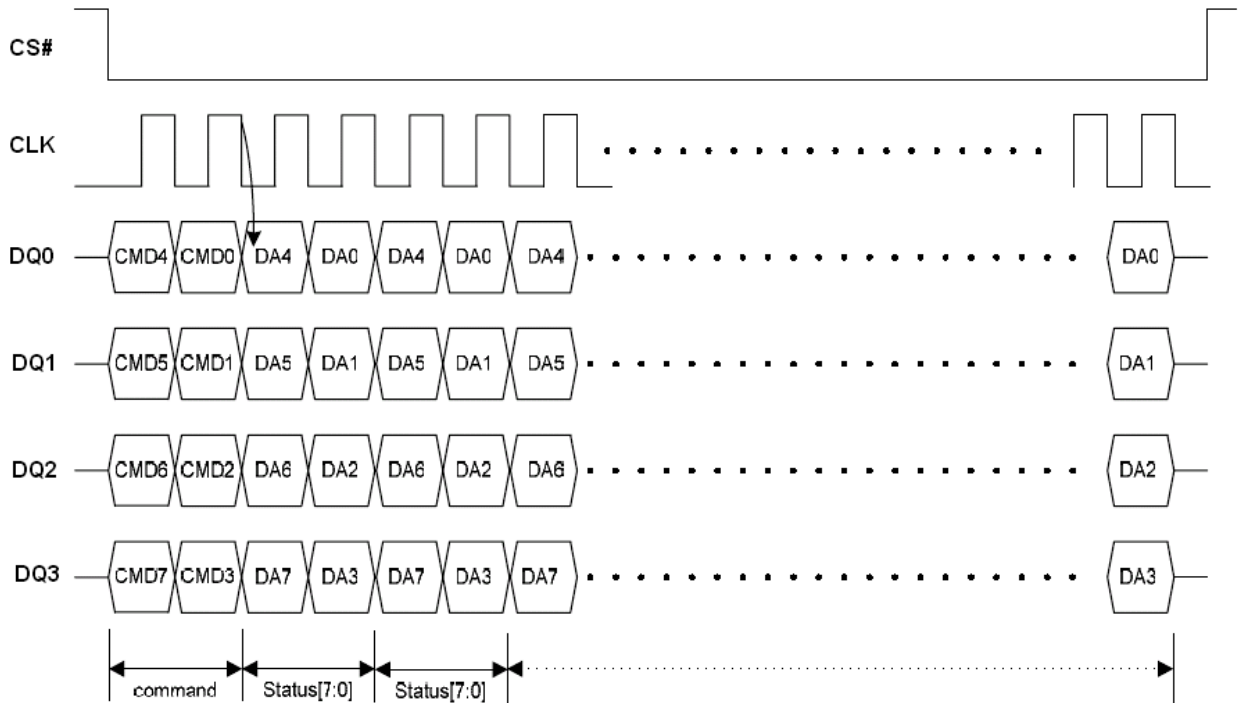 CS#
CLK
DQ0 CMD4 CMD0 DA4 DA0 DA4 DA0 DA4 DA0
DQ1 CMD5 CMD1 DA5 DA1 DA5 DA1 DA5 DA1
DQ2 CMD6 CMD2 DA6 DA2 DA6 DA2 DA6 DA2
DQ3 CMD7 CMD3 DA7 DA3 DA7 DA3 DA7 DA3
command Status[7:0] Status[7:0]